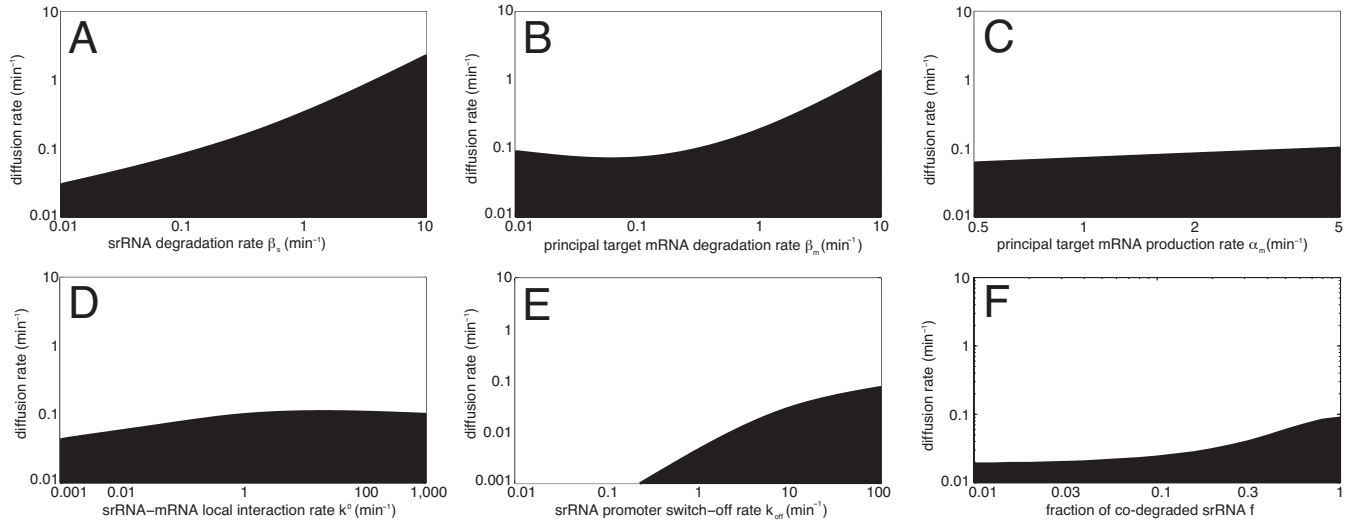 A
10
1
0.1
0.01
diffusion rate (min⁻¹)
0.01 0.1 1 10
srRNA degradation rate βₛ (min⁻¹)
B
10
1
0.1
0.01
diffusion rate (min⁻¹)
0.01 0.1 1 10
principal target mRNA degradation rate βₘ(min⁻¹)
C
10
1
0.1
0.01
diffusion rate (min⁻¹)
0.5 1 2 5
principal target mRNA production rate αₘ(min⁻¹)
D
10
1
0.1
0.01
diffusion rate (min⁻¹)
0.001 0.01 1 100 1,000
srRNA–mRNA local interaction rate k⁰ (min⁻¹)
E
10
1
0.1
0.01
0.001
diffusion rate (min⁻¹)
0.01 0.1 1 10 100
srRNA promoter switch–off rate k_off (min⁻¹)
F
10
1
0.1
0.01
diffusion rate (min⁻¹)
0.01 0.03 0.1 0.3 1
fraction of co-degraded srRNA f